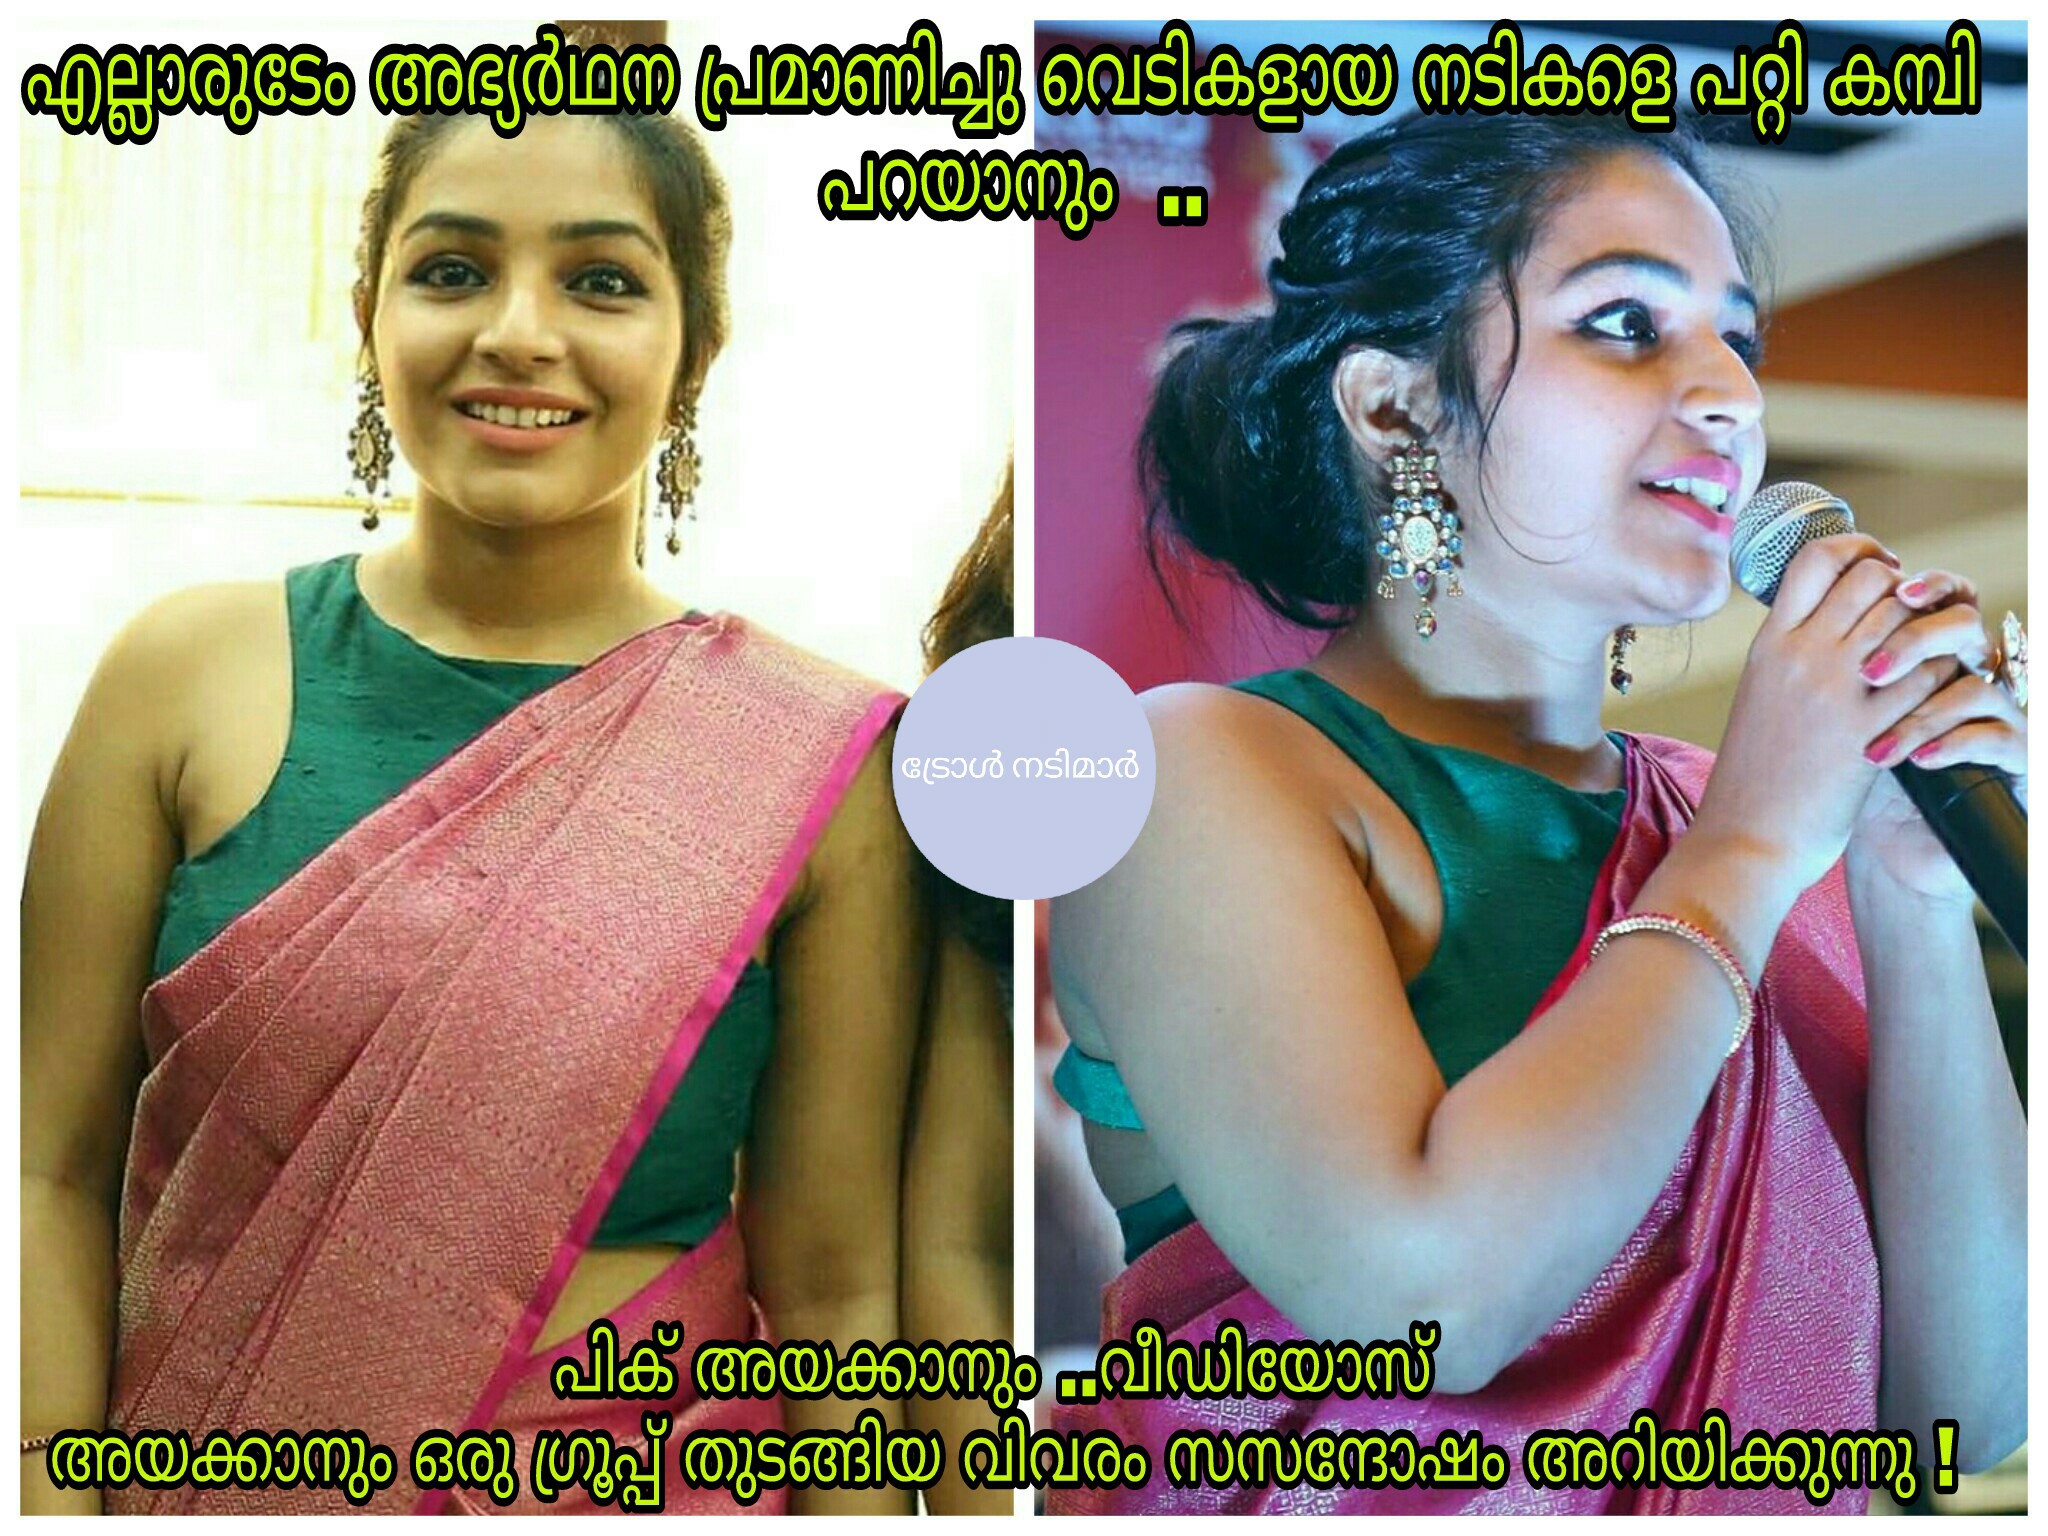 എല്ലാരുടേം അഭ്യർഥന പ്രമാണിച്ചു വെടികളായ നടികളെ പറ്റി കമ്പി
പറയാനും ..
ട്രോൾ നടിമാർ
പിക് അയക്കാനും ..വീഡിയോസ്
അയക്കാനും ഒരു ഗ്രൂപ്പ് തുടങ്ങിയ വിവരം സസന്ദോഷം അറിയിക്കുന്നു !